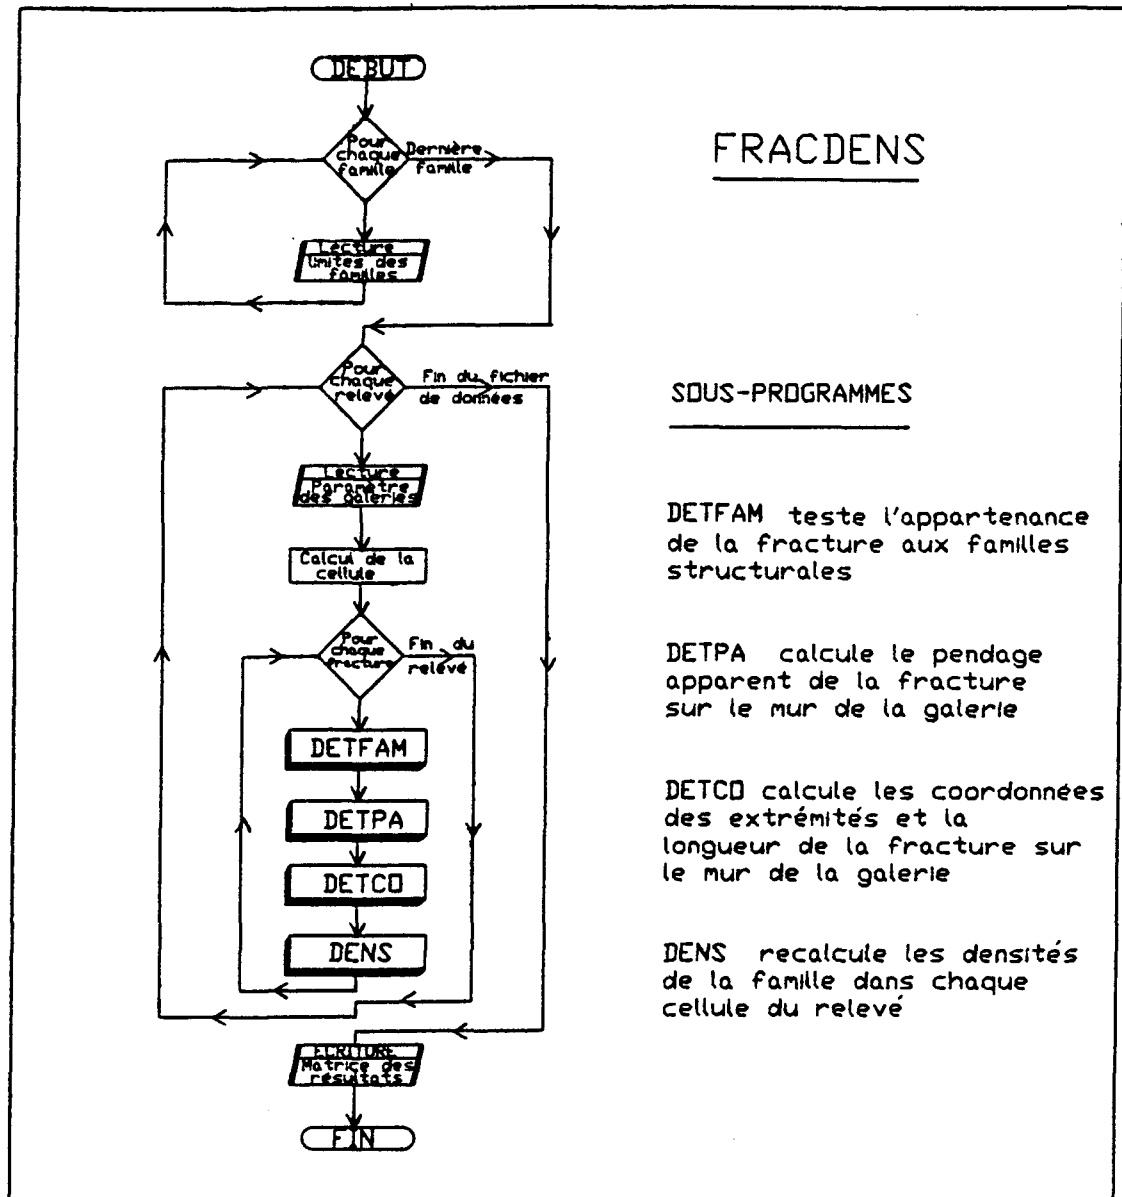 DEBUT
FRACDENS
Pour
chaque
famille
Dernière
famille
Lecture
limites des
familles
Pour
chaque
relevé
Fin du fichier
de données
SOUS-PROGRAMMES
Lecture
Paramètre
des galeries
Calcul de la
cellule
Pour
chaque
fracture
Fin du
relevé
DETFAM
DETPA
DETCO
DENS
DETFAM teste l'appartenance
de la fracture aux familles
structurales
DETPA calcule le pendage
apparent de la fracture
sur le mur de la galerie
DETCO calcule les coordonnées
des extrémités et la
longueur de la fracture sur
le mur de la galerie
DENS recalcule les densités
de la famille dans chaque
cellule du relevé
ECRITURE
Matrice des
résultats
FIN